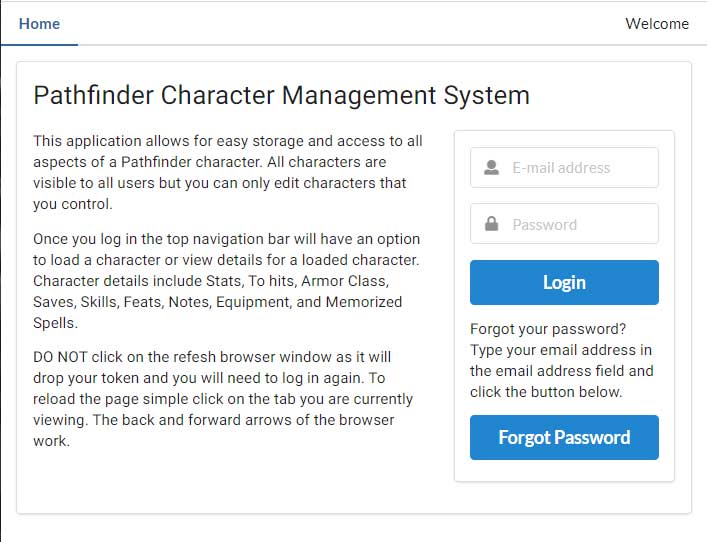 Home
Welcome
Pathfinder Character Management System
This application allows for easy storage and access to all
aspects of a Pathfinder character. All characters are
visible to all users but you can only edit characters that
you control.
Once you log in the top navigation bar will have an option
to load a character or view details for a loaded character.
Character details include Stats, To hits, Armor Class,
Saves, Skills, Feats, Notes, Equipment, and Memorized
Spells.
DO NOT click on the refesh browser window as it will
drop your token and you will need to log in again. To
reload the page simple click on the tab you are currently
viewing. The back and forward arrows of the browser
work.
E-mail address
Password
Login
Forgot your password?
Type your email address in
the email address field and
click the button below.
Forgot Password